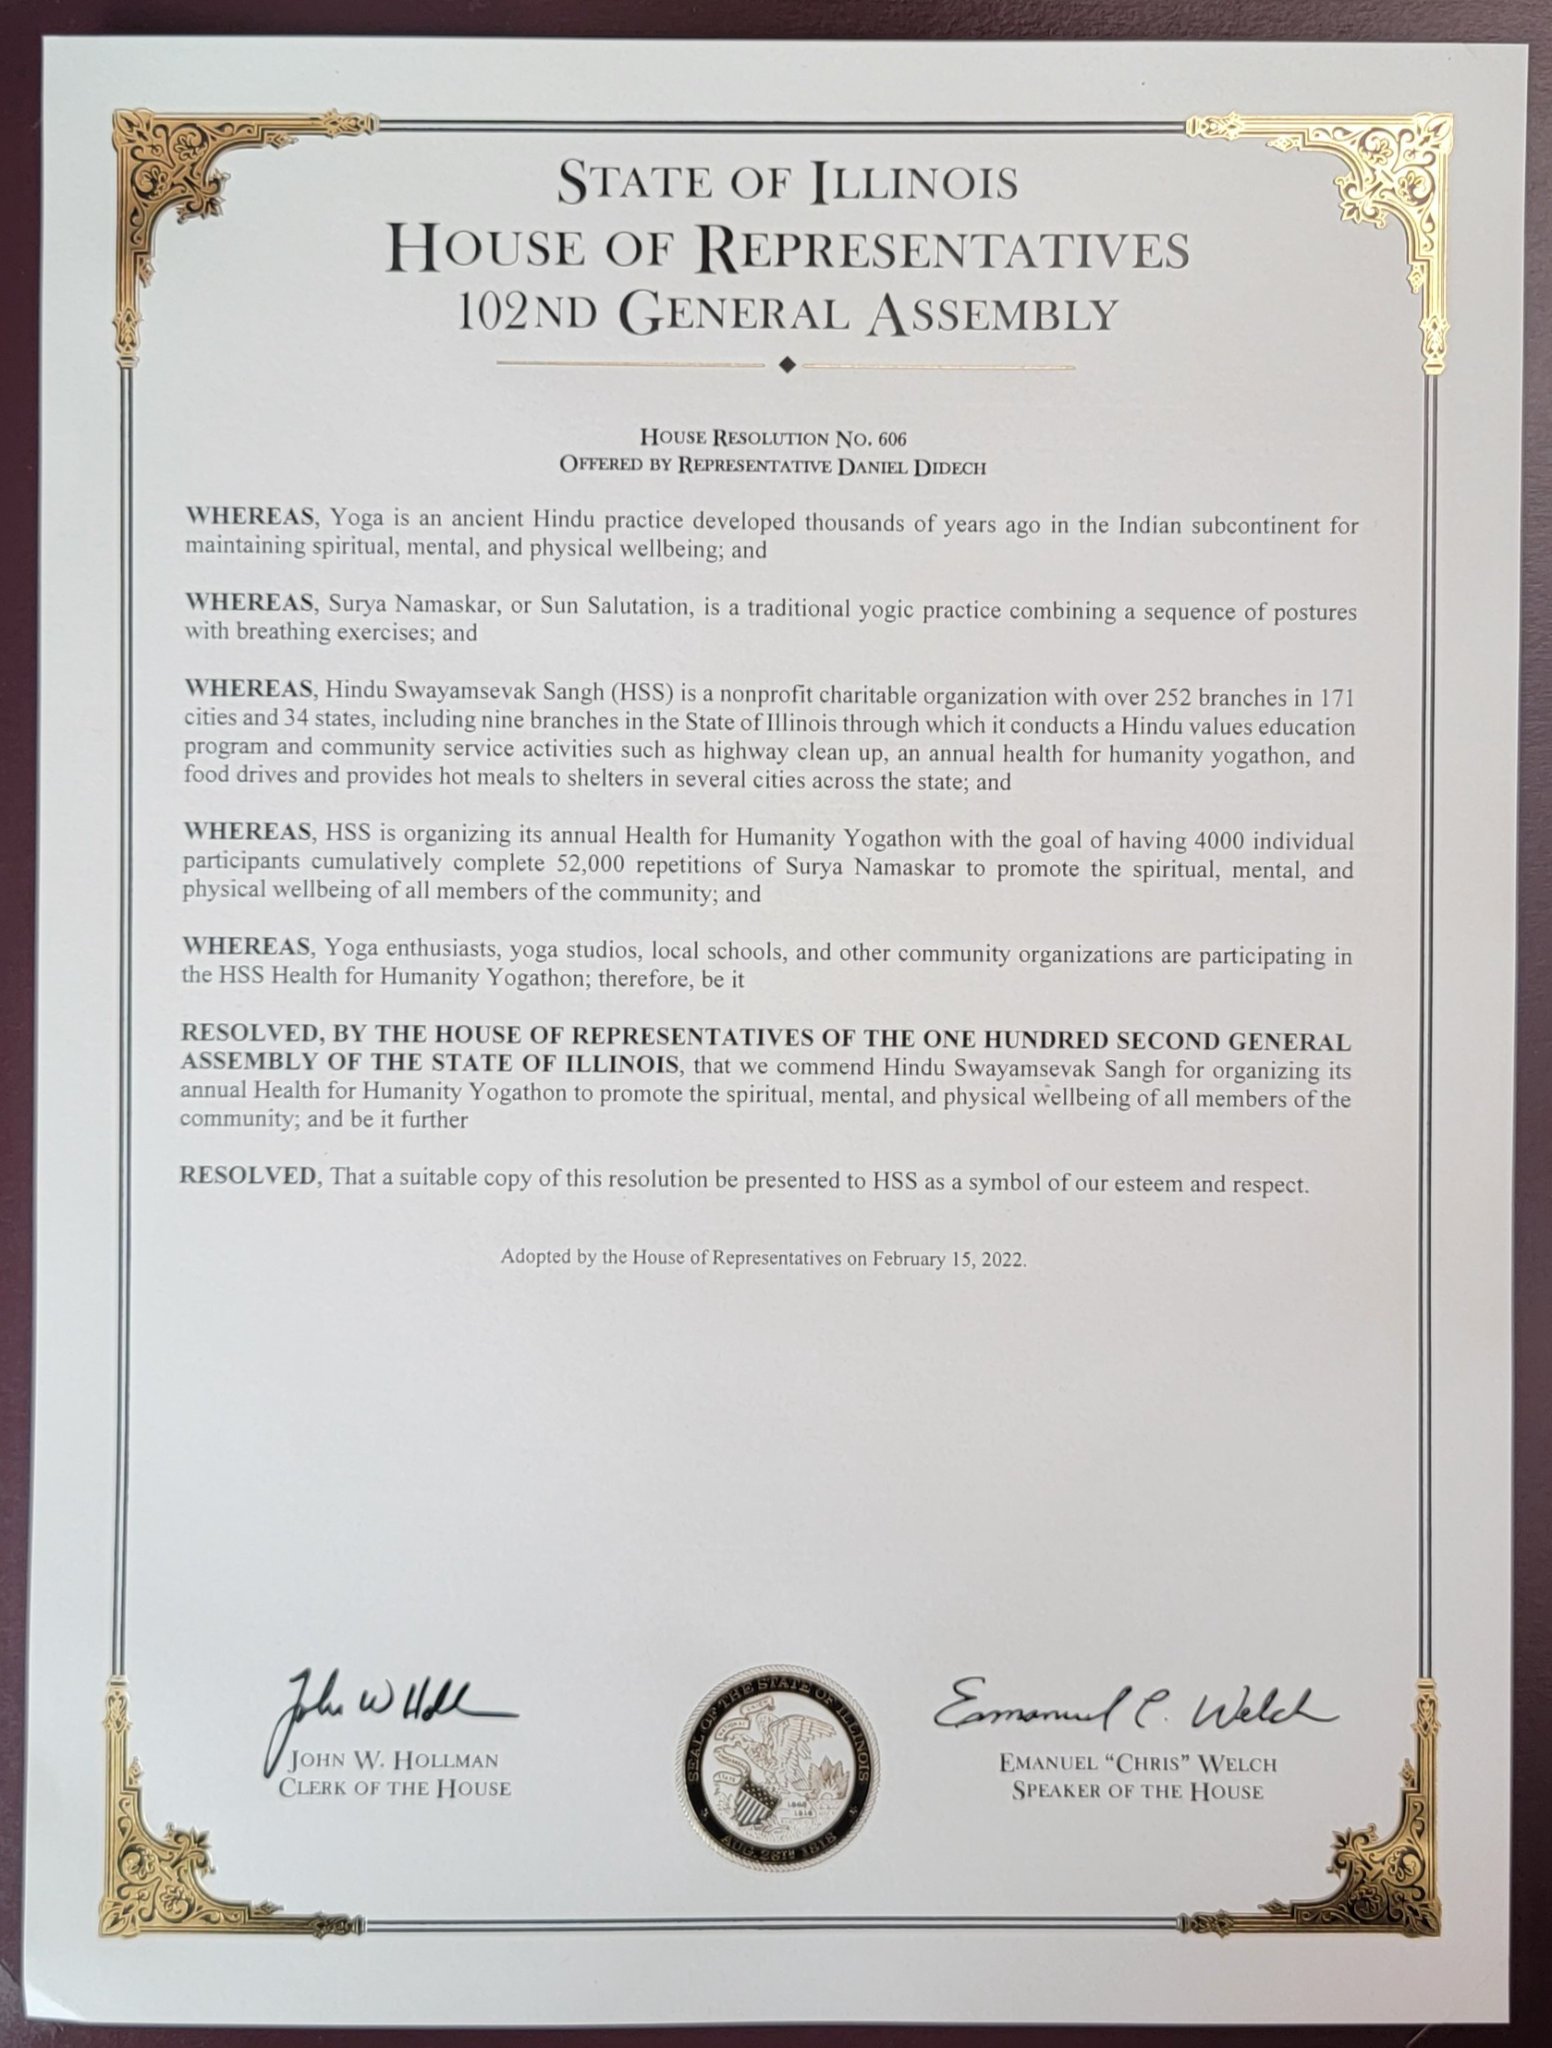 STATE OF ILLINOIS
HOUSE OF REPRESENTATIVES
102ND GENERAL ASSEMBLY
HOUSE RESOLUTION NO. 606
OFFERED BY REPRESENTATIVE DANIEL DIDECH
WHEREAS, Yoga is an ancient Hindu practice developed thousands of years ago in the Indian subcontinent for
maintaining spiritual, mental, and physical wellbeing; and
WHEREAS, Surya Namaskar, or Sun Salutation, is a traditional yogic practice combining a sequence of postures
with breathing exercises; and
WHEREAS, Hindu Swayamsevak Sangh (HSS) is a nonprofit charitable organization with over 252 branches in 171
cities and 34 states, including nine branches in the State of Illinois through which it conducts a Hindu values education
program and community service activities such as highway clean up, an annual health for humanity yogathon, and
food drives and provides hot meals to shelters in several cities across the state; and
WHEREAS, HSS is organizing its annual Health for Humanity Yogathon with the goal of having 4000 individual
participants cumulatively complete 52,000 repetitions of Surya Namaskar to promote the spiritual, mental, and
physical wellbeing of all members of the community; and
WHEREAS, Yoga enthusiasts, yoga studios, local schools, and other community organizations are participating in
the HSS Health for Humanity Yogathon; therefore, be it
RESOLVED, BY THE HOUSE OF REPRESENTATIVES OF THE ONE HUNDRED SECOND GENERAL
ASSEMBLY OF THE STATE OF ILLINOIS, that we commend Hindu Swayamsevak Sangh for organizing its
annual Health for Humanity Yogathon to promote the spiritual, mental, and physical wellbeing of all members of the
community; and be it further
RESOLVED, That a suitable copy of this resolution be presented to HSS as a symbol of our esteem and respect.
Adopted by the House of Representatives on February 15, 2022.
John W Holl
JOHN W. HOLLMAN
CLERK OF THE HOUSE
SEAL OF THE STATE OF ILLINOIS
AUG. 26TH 1818
Emanuel C. Welch
EMANUEL "CHRIS" WELCH
SPEAKER OF THE HOUSE